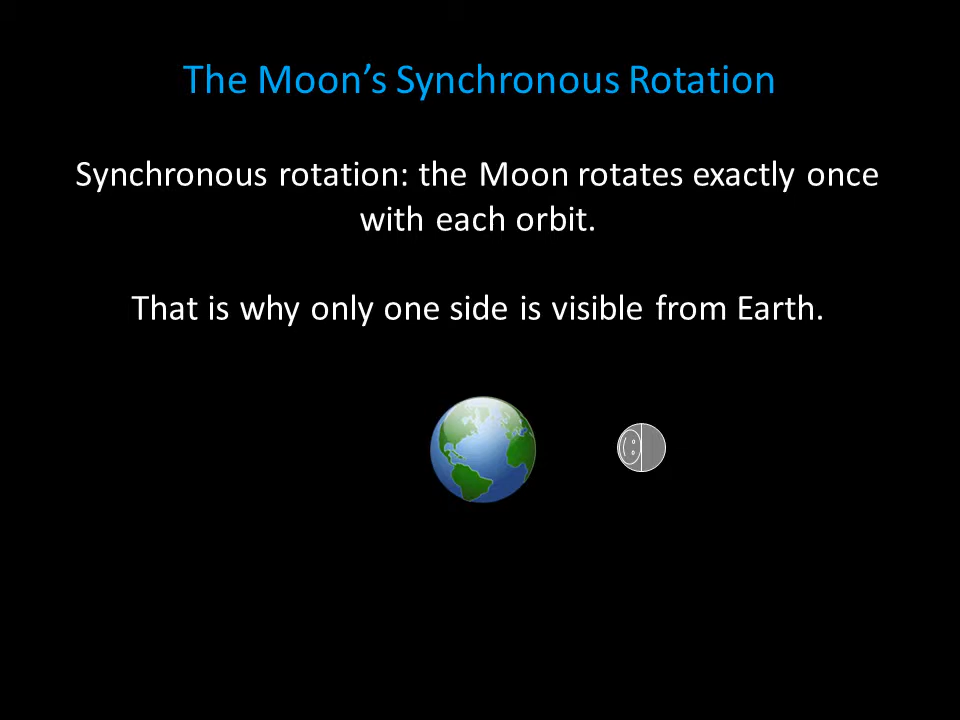 The Moon’s Synchronous Rotation
Synchronous rotation: the Moon rotates exactly once
with each orbit.
That is why only one side is visible from Earth.